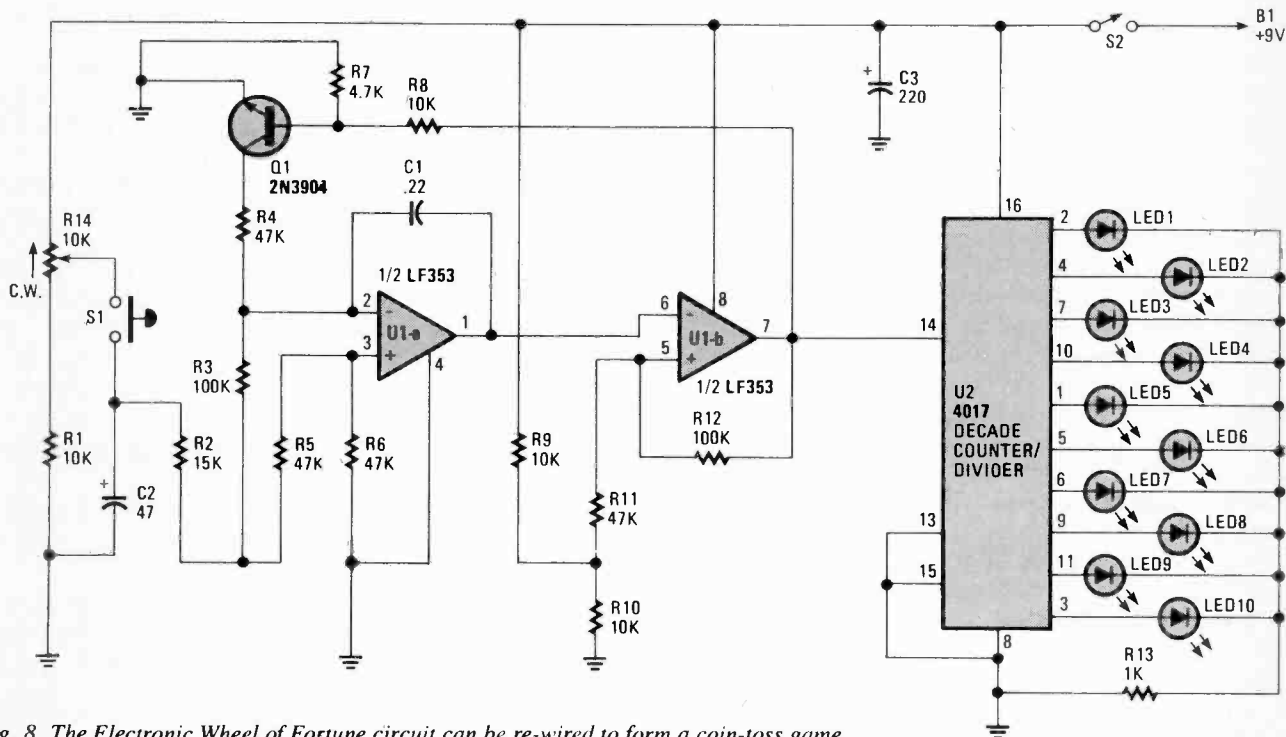 B1
+9V
S2
R7
4.7K
R8
10K
C3
220
+
Q1
2N3904
C1
.22
R4
47K
16
2
LED1
R14
10K
C.W.
S1
1/2 LF353
2
-
3
+
U1-a
1
4
6
-
5
+
U1-b
8
7
1/2 LF353
14
4
LED2
7
LED3
10
LED4
R3
100K
U2
4017
DECADE
COUNTER/
DIVIDER
1
LED5
R12
100K
5
LED6
R1
10K
+
C2
47
R2
15K
R5
47K
R6
47K
R9
10K
R11
47K
6
LED7
13
9
LED8
15
11
LED9
3
LED10
R10
10K
8
R13
1K
8. The Electronic Wheel of Fortune circuit can be re-wired to form a coin-toss game